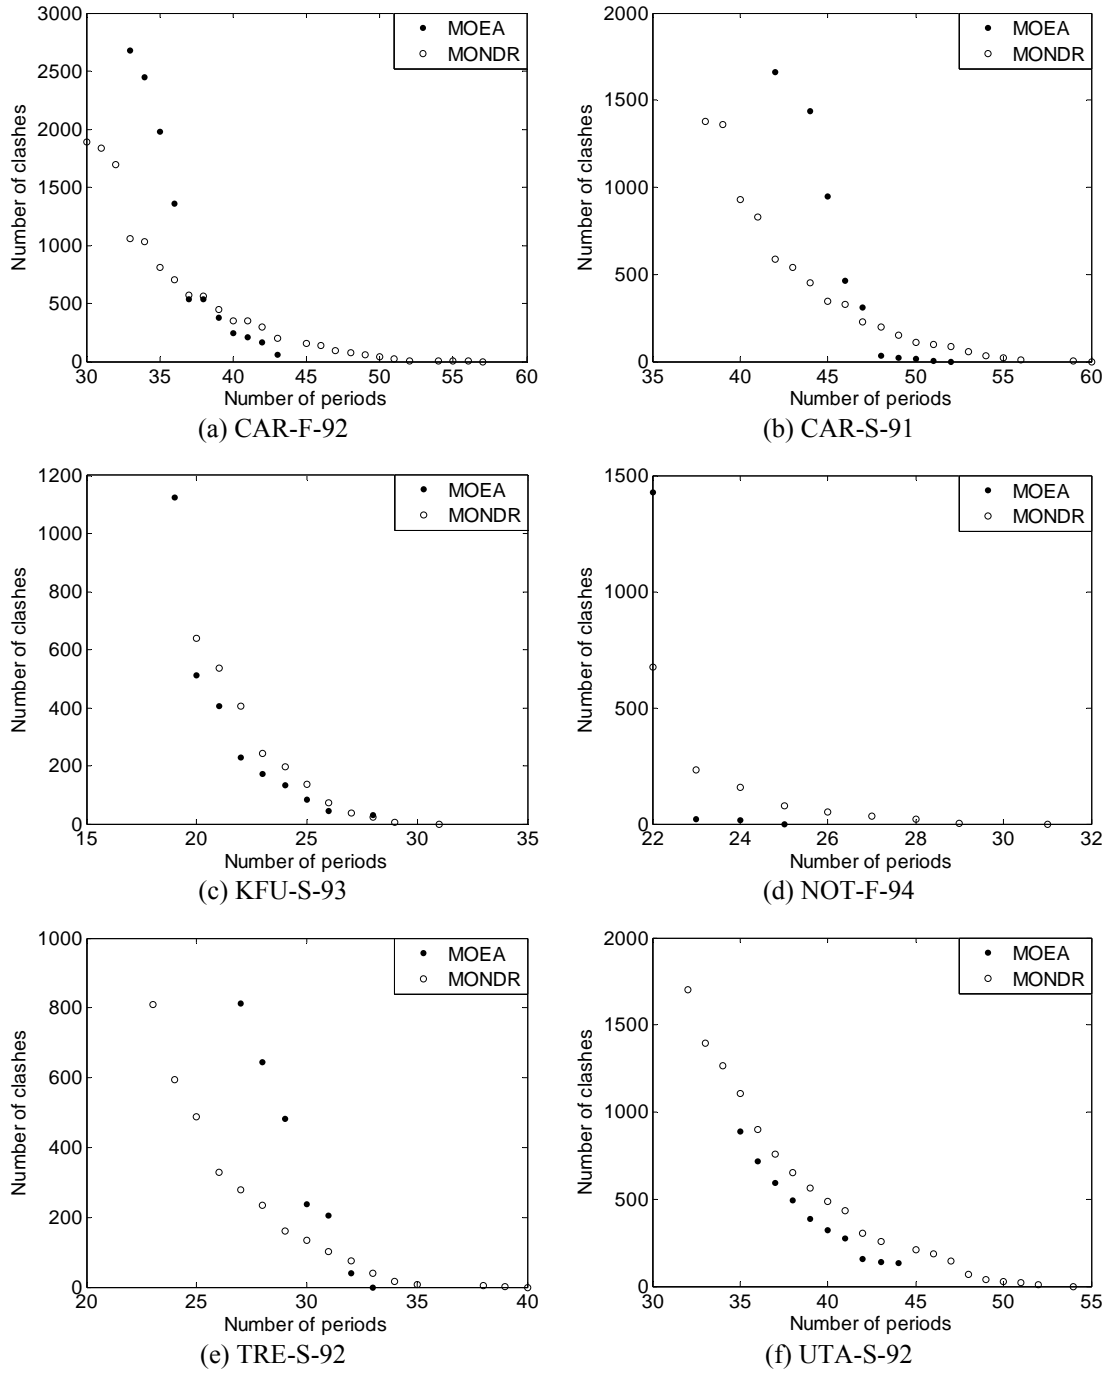 3000
2500
2000
1500
1000
500
0
30 35 40 45 50 55 60
Number of clashes
Number of periods
MOEA
MONDR
(a) CAR-F-92
2000
1500
1000
500
0
35 40 45 50 55 60
Number of clashes
Number of periods
MOEA
MONDR
(b) CAR-S-91
1200
1000
800
600
400
200
0
15 20 25 30 35
Number of clashes
Number of periods
MOEA
MONDR
(c) KFU-S-93
1500
1000
500
0
22 24 26 28 30 32
Number of clashes
Number of periods
MOEA
MONDR
(d) NOT-F-94
1000
800
600
400
200
0
20 25 30 35 40
Number of clashes
Number of periods
MOEA
MONDR
(e) TRE-S-92
2000
1500
1000
500
0
30 35 40 45 50 55
Number of clashes
Number of periods
MOEA
MONDR
(f) UTA-S-92